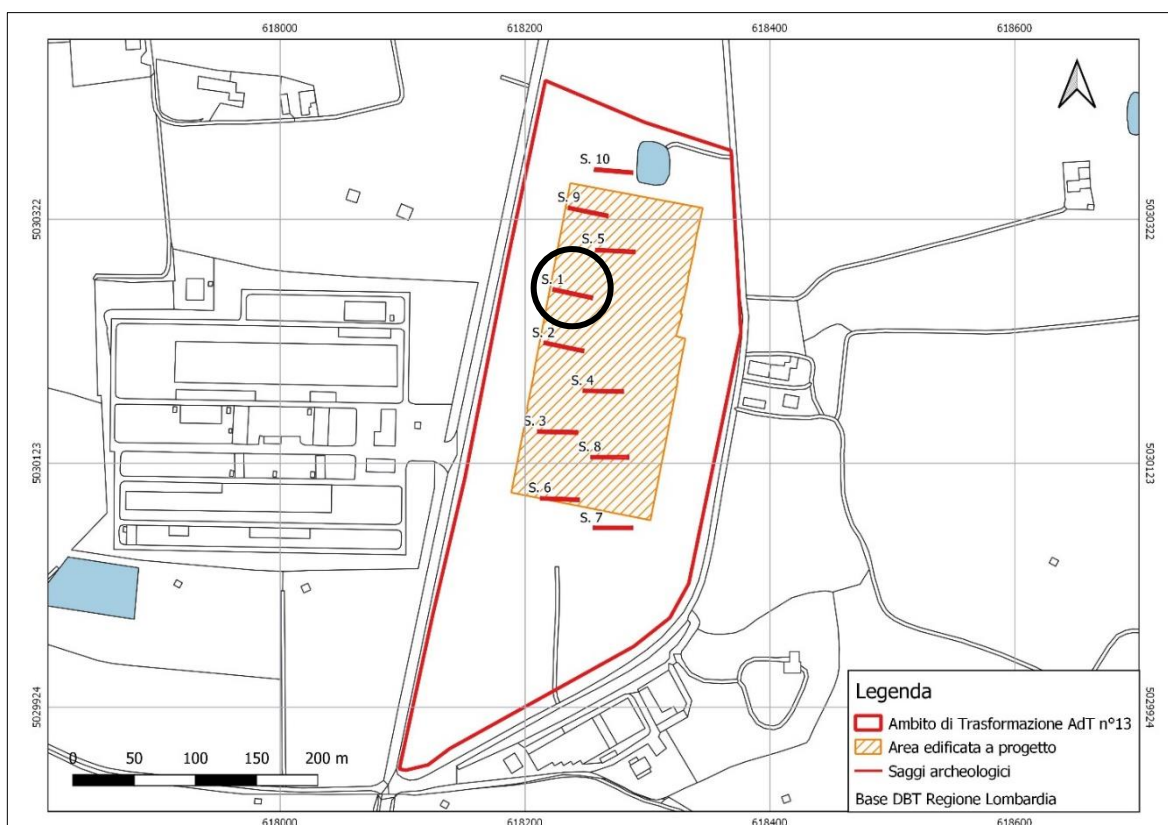 618000 618200 618400 618600
S. 10
S. 9
5030322 5030322
S. 5
S. 1
S. 2
S. 4
S. 3
S. 8
5030123 5030123
S. 6
S. 7
Legenda
Ambito di Trasformazione AdT n°13
Area edificata a progetto
Saggi archeologici
Base DBT Regione Lombardia
5029924 5029924
0 50 100 150 200 m
618000 618200 618400 618600